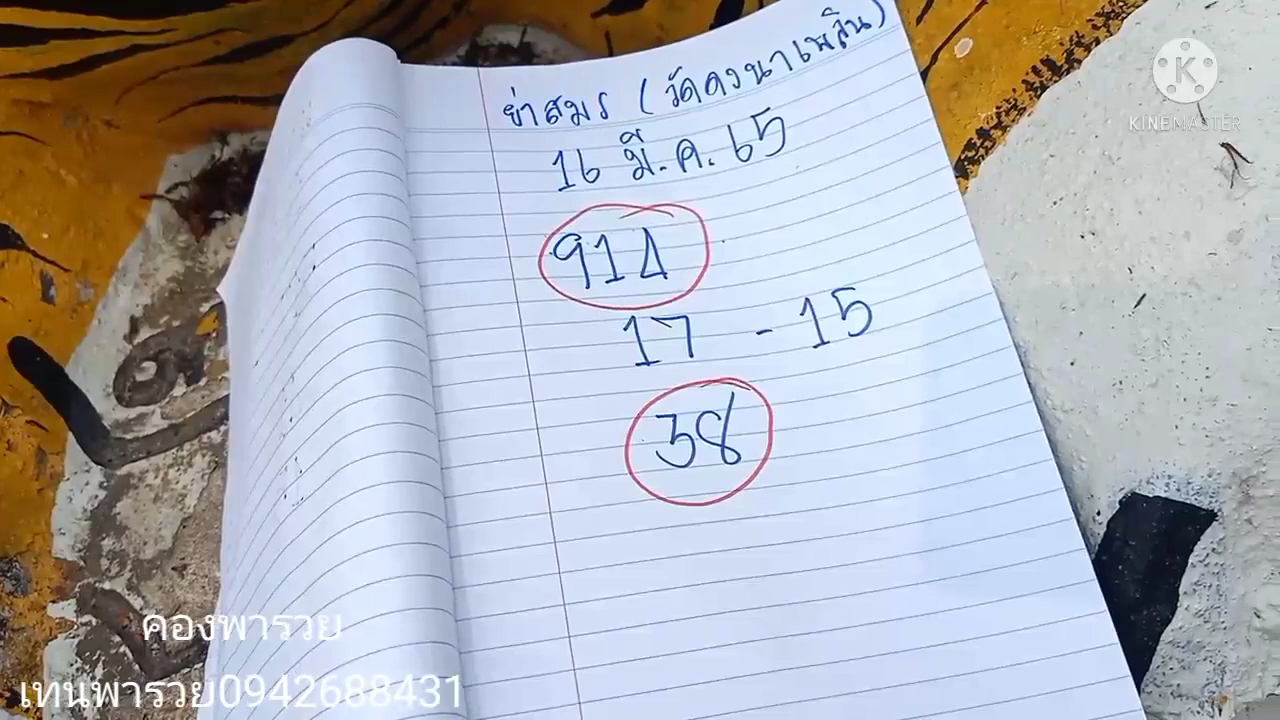 ย่าสมร (วัดดงนาเพลิน)
16 มี.ค. 65
914
17 - 15
38
KINEMASTER
คองพารวย
เทนพารวย0942688431